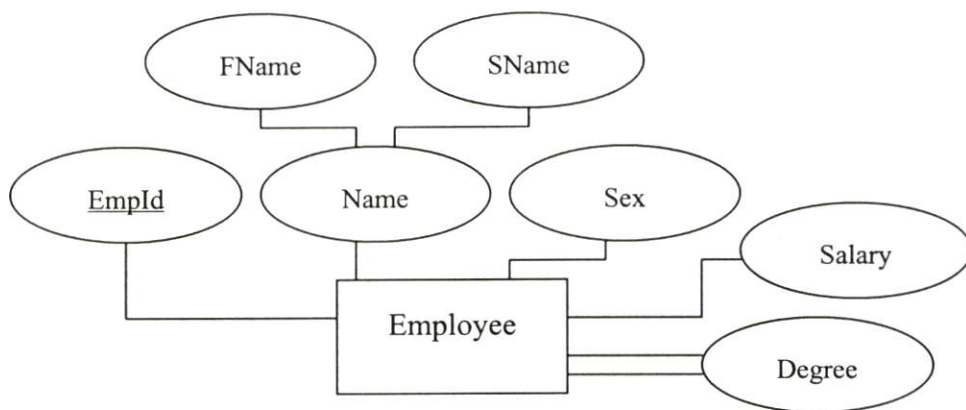 FName
SName
EmpId
Name
Sex
Salary
Employee
Degree